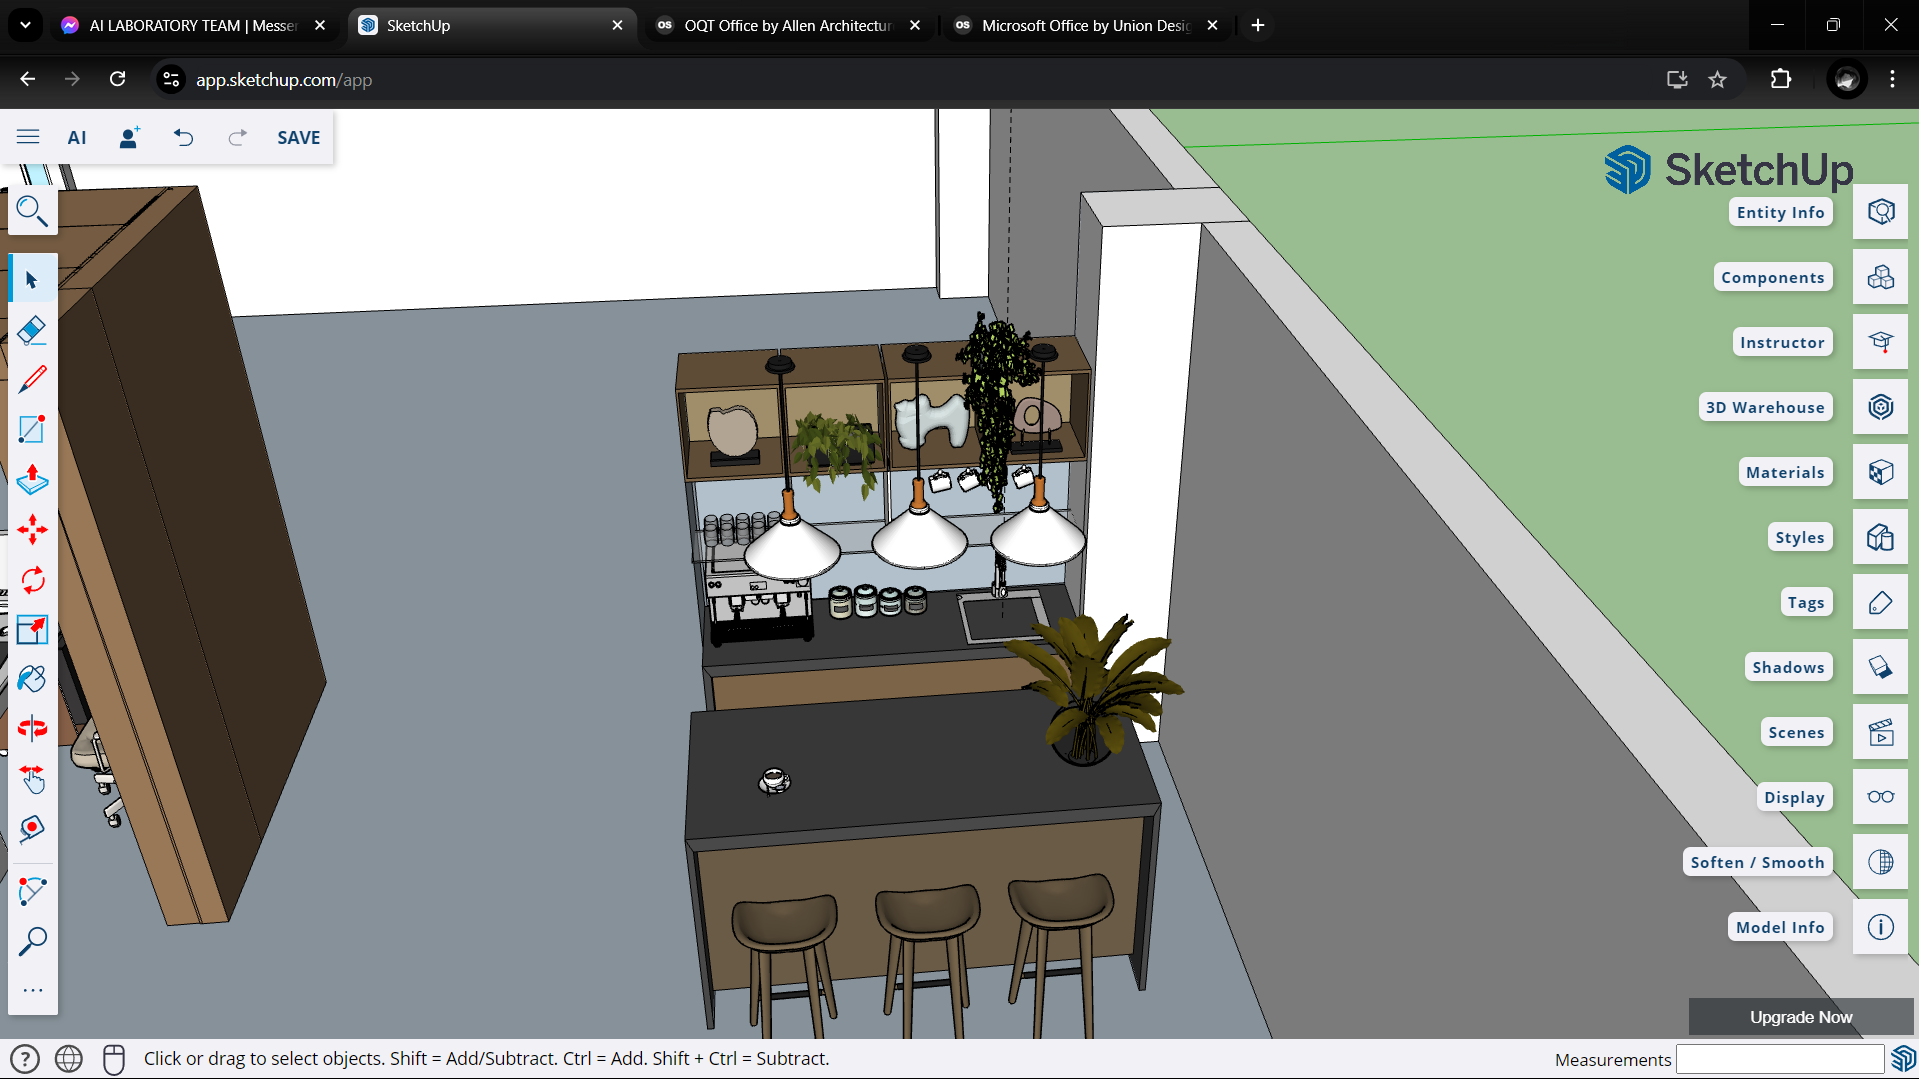 AI LABORATORY TEAM | Messen
SketchUp
OQT Office by Allen Architectur
Microsoft Office by Union Desig
app.sketchup.com/app
AI
SAVE
SketchUp
Entity Info
Components
Instructor
3D Warehouse
Materials
Styles
Tags
Shadows
Scenes
Display
Soften / Smooth
Model Info
Upgrade Now
Click or drag to select objects. Shift = Add/Subtract. Ctrl = Add. Shift + Ctrl = Subtract.
Measurements